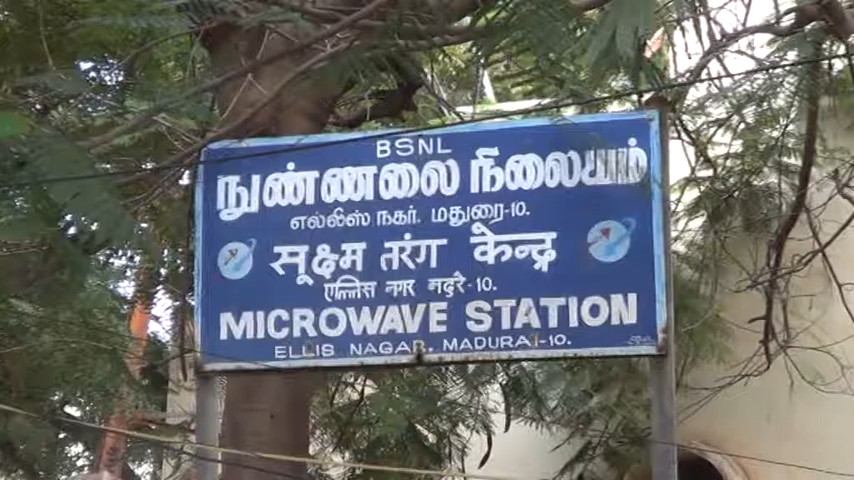 BSNL
நுண்ணலை நிலையம்
எல்லீஸ் நகர். மதுரை-10.
सूक्ष्म तरंग केन्द्र
एल्लिस नगर मदुरै-10.
MICROWAVE STATION
ELLIS NAGAR, MADURAI-10.